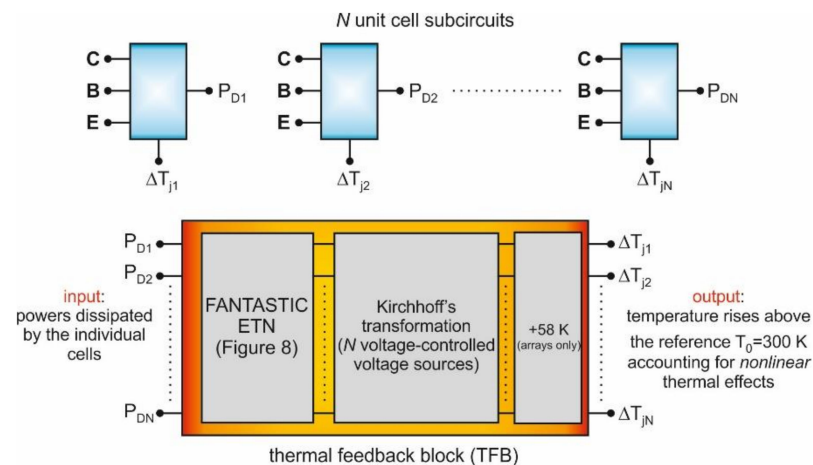 N unit cell subcircuits
C
B
E
P_D1
ΔT_j1
C
B
E
P_D2
ΔT_j2
C
B
E
P_DN
ΔT_jN
input:
powers dissipated
by the individual
cells
P_D1
P_D2
P_DN
FANTASTIC
ETN
(Figure 8)
Kirchhoff's
transformation
(N voltage-controlled
voltage sources)
+58 K
(arrays only)
ΔT_j1
ΔT_j2
ΔT_jN
output:
temperature rises above
the reference T_0=300 K
accounting for nonlinear
thermal effects
thermal feedback block (TFB)